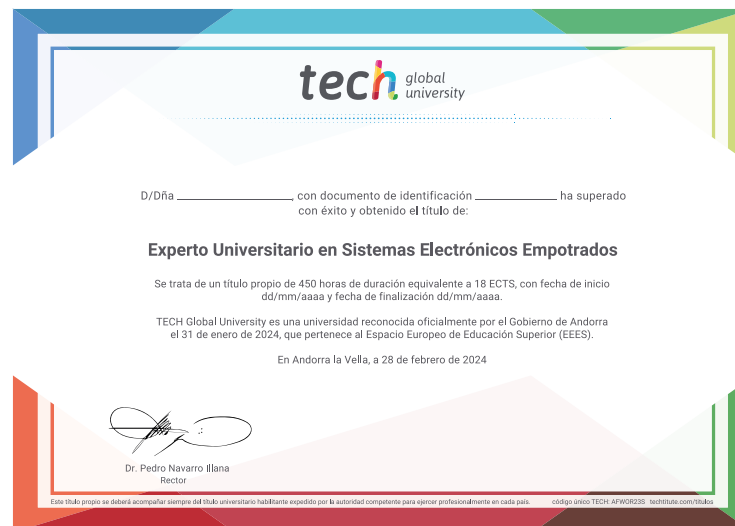 tech global university
D/Dña ____________, con documento de identificación ____________ ha superado
con éxito y obtenido el título de:
Experto Universitario en Sistemas Electrónicos Empotrados
Se trata de un título propio de 450 horas de duración equivalente a 18 ECTS, con fecha de inicio
dd/mm/aaaa y fecha de finalización dd/mm/aaaa.
TECH Global University es una universidad reconocida oficialmente por el Gobierno de Andorra
el 31 de enero de 2024, que pertenece al Espacio Europeo de Educación Superior (EEES).
En Andorra la Vella, a 28 de febrero de 2024
Dr. Pedro Navarro Illana
Rector
Este título propio se deberá acompañar siempre del título universitario habilitante expedido por la autoridad competente para ejercer profesionalmente en cada país. código único TECH: AFWOR23S techtitute.com/titulos